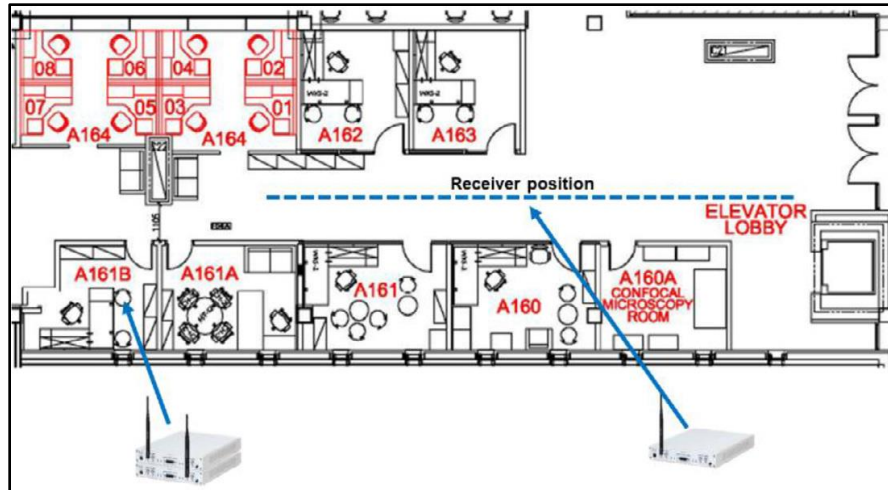 08 06 04 02
07 05 03 01
A164 A164 A162 A163
Receiver position
ELEVATOR
LOBBY
1105
A161B A161A A161 A160 A160A
CONFOCAL
MICROSCOPY
ROOM